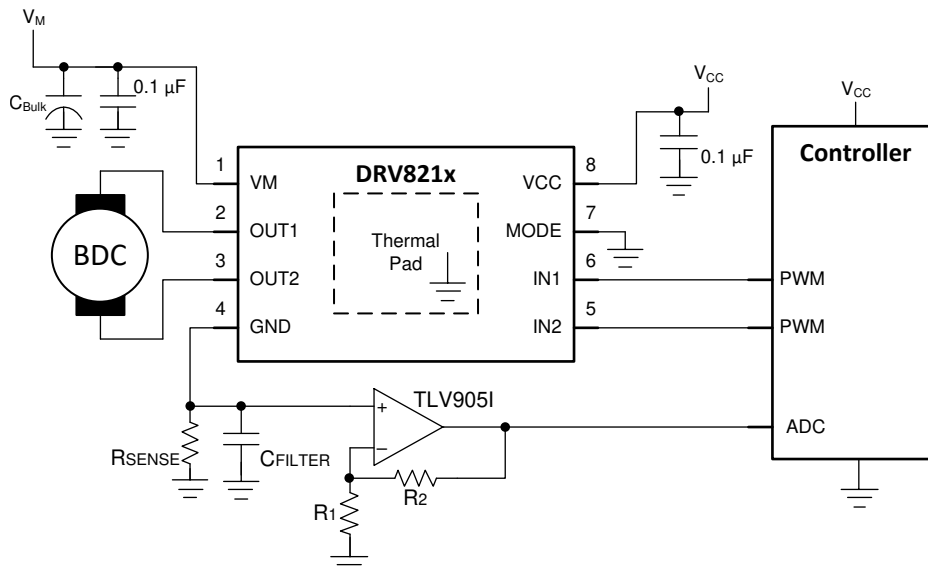 VM
CBulk
0.1 µF
VCC
0.1 µF
VCC
DRV821x
Controller
1
VM
8
VCC
2
OUT1
7
MODE
BDC
Thermal
Pad
3
OUT2
6
IN1
PWM
4
GND
5
IN2
PWM
TLV905I
+
ADC
RSENSE
CFILTER
−
R2
R1